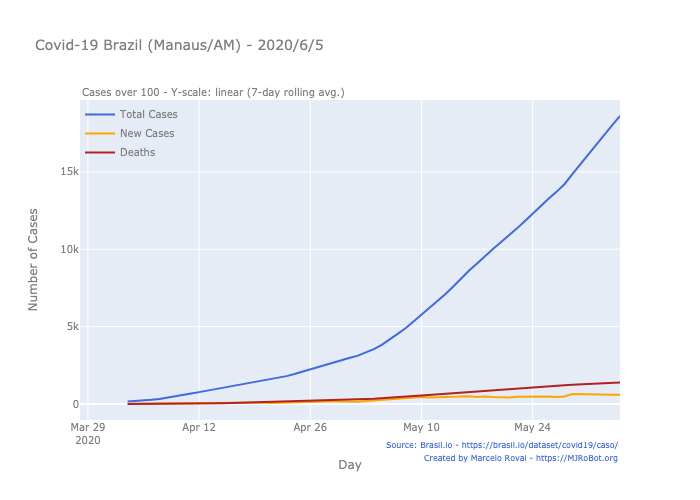 Covid-19 Brazil (Manaus/AM) - 2020/6/5
Cases over 100 - Y-scale: linear (7-day rolling avg.)
Total Cases
New Cases
Deaths
15k
10k
5k
0
Number of Cases
Mar 29
2020
Apr 12
Apr 26
May 10
May 24
Day
Source: Brasil.io - https://brasil.io/dataset/covid19/caso/
Created by Marcelo Rovai - https://MJRoBot.org